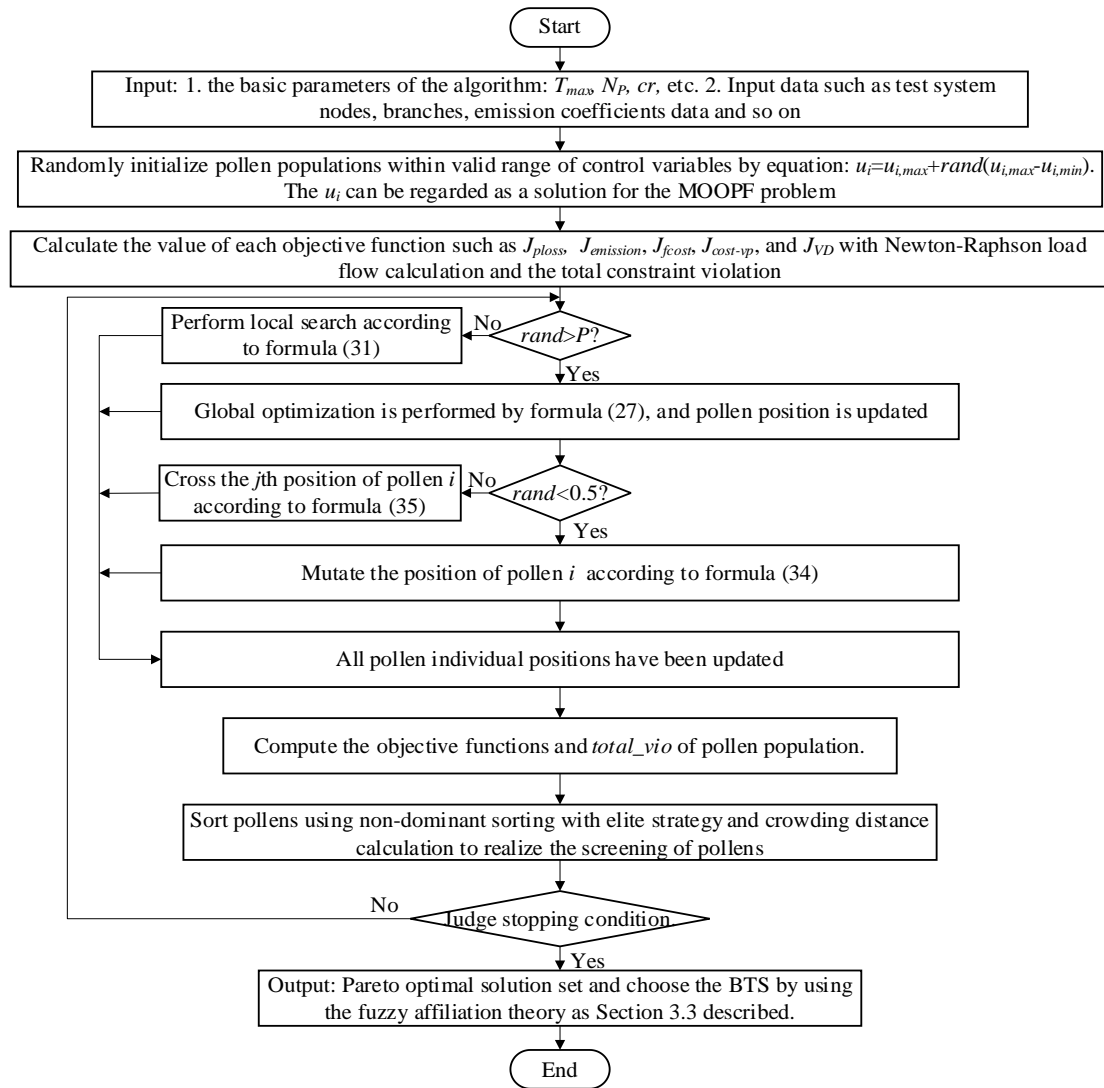 Start
Input: 1. the basic parameters of the algorithm: Tmax, NP, cr, etc. 2. Input data such as test system
nodes, branches, emission coefficients data and so on
Randomly initialize pollen populations within valid range of control variables by equation: ui=ui,max+rand(ui,max-ui,min).
The ui can be regarded as a solution for the MOOPF problem
Calculate the value of each objective function such as Jploss, Jemission, Jfcost, Jcost-vp, and JVD with Newton-Raphson load
flow calculation and the total constraint violation
rand>P?
No
Perform local search according
to formula (31)
Yes
Global optimization is performed by formula (27), and pollen position is updated
rand<0.5?
No
Cross the jth position of pollen i
according to formula (35)
Yes
Mutate the position of pollen i according to formula (34)
All pollen individual positions have been updated
Compute the objective functions and total_vio of pollen population.
Sort pollens using non-dominant sorting with elite strategy and crowding distance
calculation to realize the screening of pollens
No
Judge stopping condition
Yes
Output: Pareto optimal solution set and choose the BTS by using
the fuzzy affiliation theory as Section 3.3 described.
End